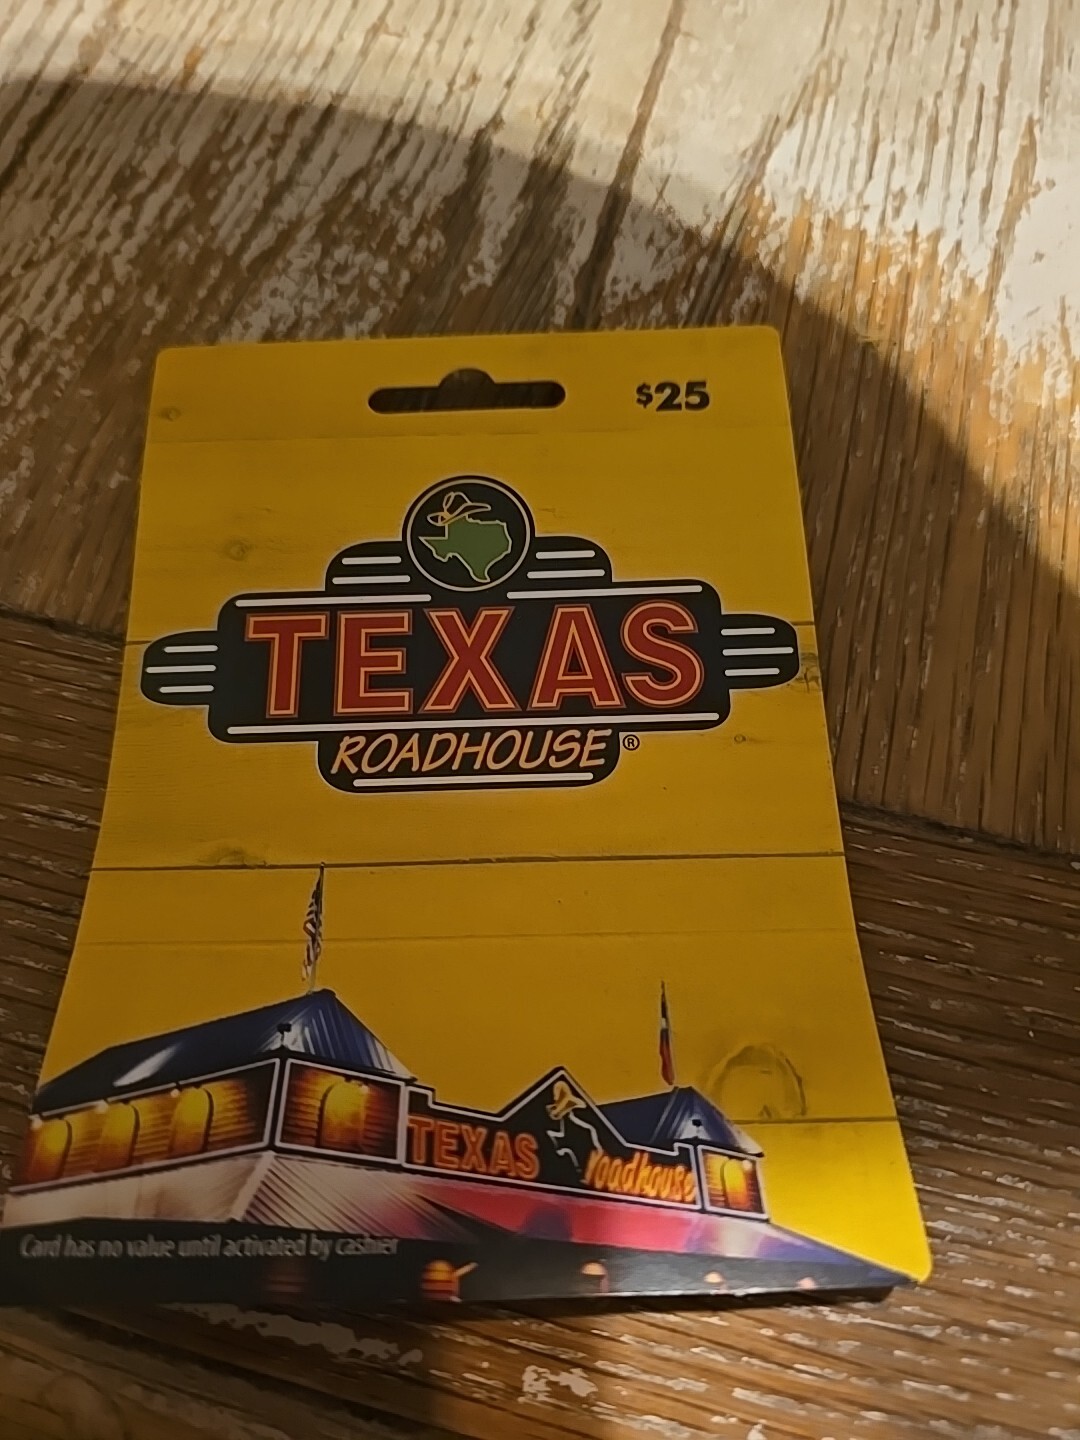 $25
TEXAS
ROADHOUSE®
TEXAS roadhouse
Card has no value until activated by cashier